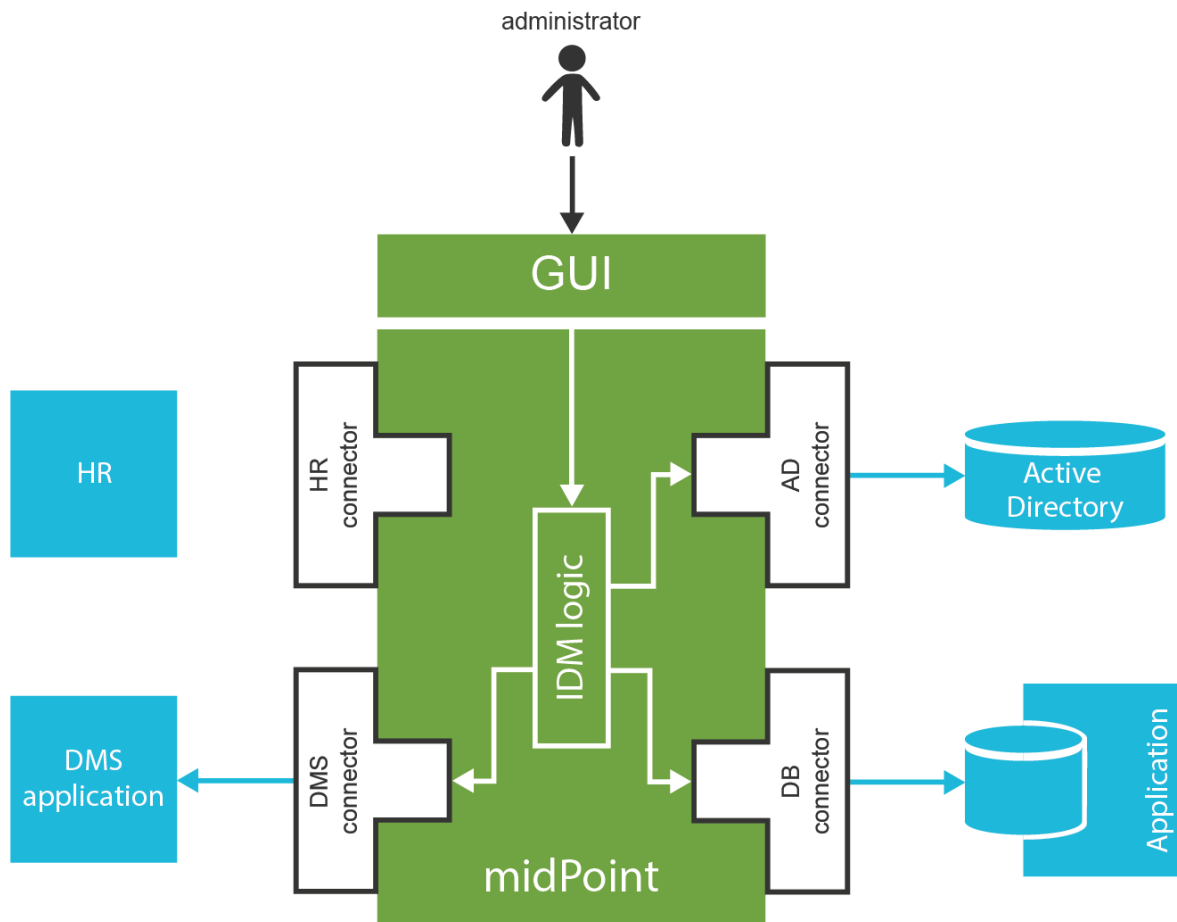 administrator
GUI
HR
HR
connector
AD
connector
Active
Directory
IDM logic
DMS
application
DMS
connector
DB
connector
Application
midPoint